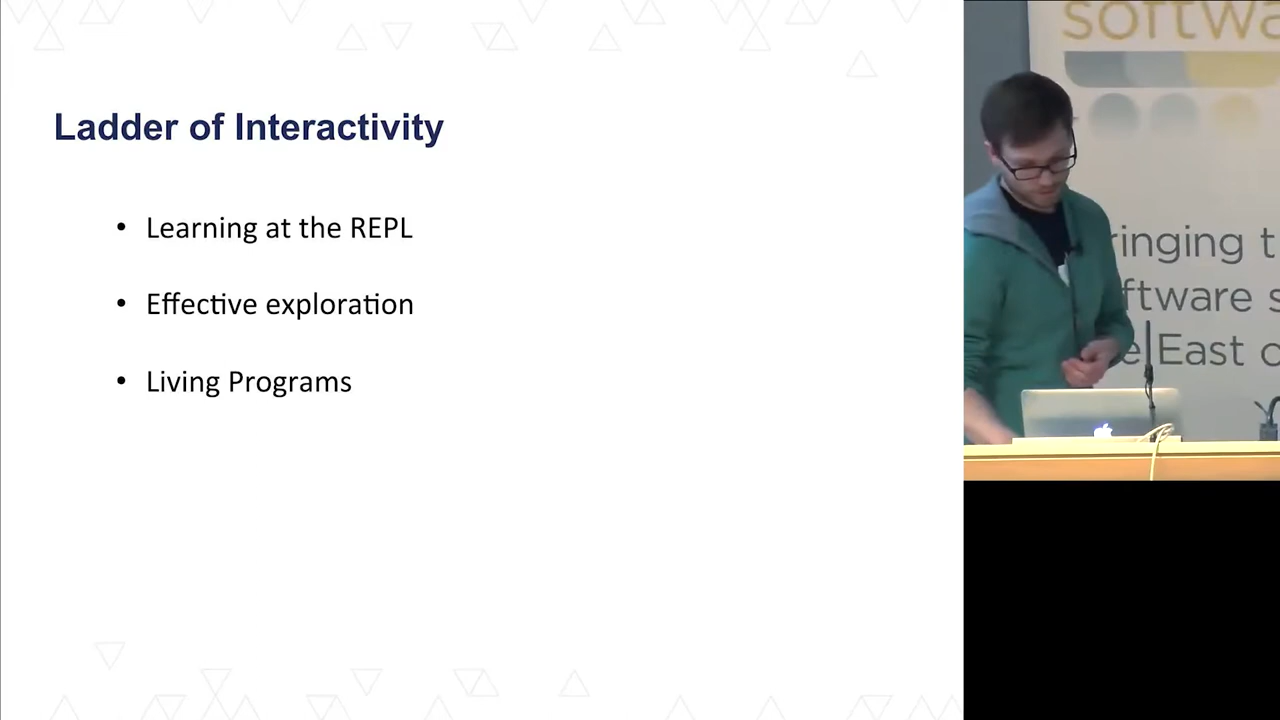 Ladder of Interactivity
• Learning at the REPL
• Effective exploration
• Living Programs
softwa
ringing t
ftware s
e East o